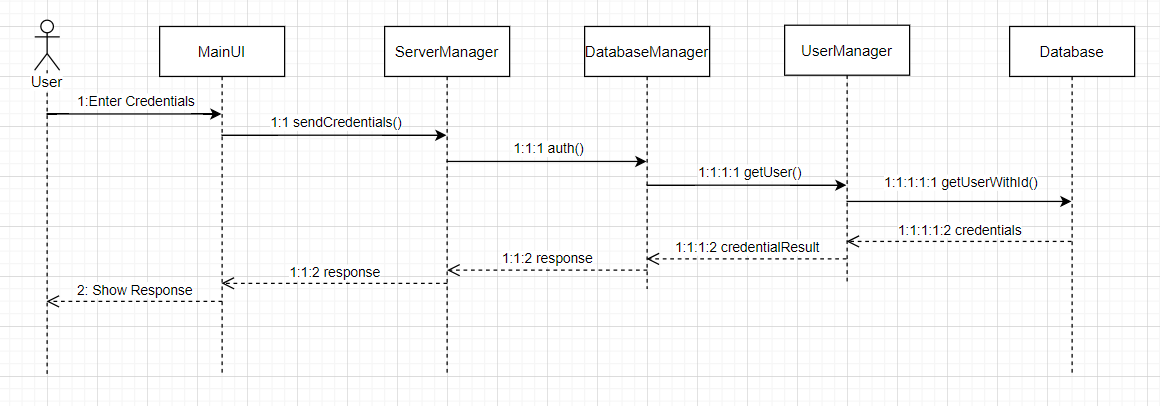 User
MainUI
ServerManager
DatabaseManager
UserManager
Database
1:Enter Credentials
1:1 sendCredentials()
1:1:1 auth()
1:1:1:1 getUser()
1:1:1:1:1 getUserWithId()
1:1:1:1:2 credentials
1:1:1:2 credentialResult
1:1:2 response
1:1:2 response
2: Show Response